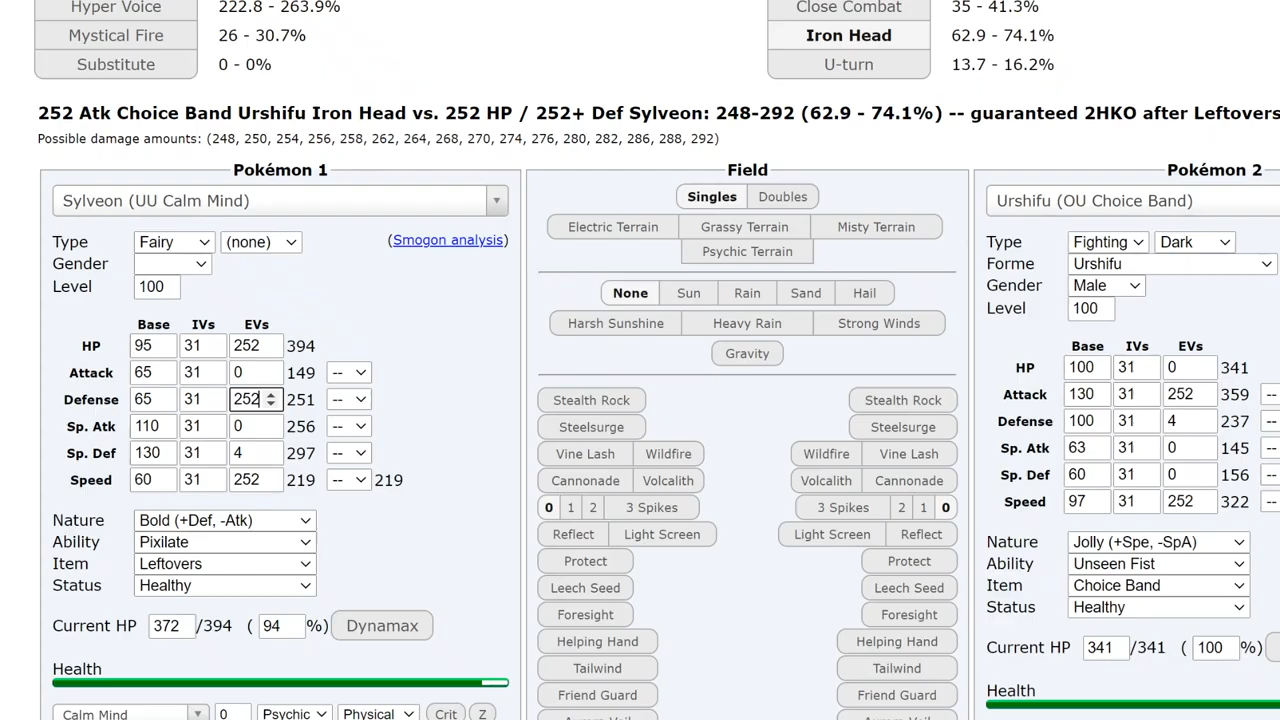 Hyper Voice 222.8 - 263.9% Close Combat 35 - 41.3%
Mystical Fire 26 - 30.7% Iron Head 62.9 - 74.1%
Substitute 0 - 0% U-turn 13.7 - 16.2%
252 Atk Choice Band Urshifu Iron Head vs. 252 HP / 252+ Def Sylveon: 248-292 (62.9 - 74.1%) -- guaranteed 2HKO after Leftovers
Possible damage amounts: (248, 250, 254, 256, 258, 262, 264, 268, 270, 274, 276, 280, 282, 286, 288, 292)
Pokémon 1
Sylveon (UU Calm Mind)
Type Fairy (none) (Smogon analysis)
Gender
Level 100
Base IVs EVs
HP 95 31 252 394
Attack 65 31 0 149 --
Defense 65 31 252 251 --
Sp. Atk 110 31 0 256 --
Sp. Def 130 31 4 297 --
Speed 60 31 252 219 -- 219
Nature Bold (+Def, -Atk)
Ability Pixilate
Item Leftovers
Status Healthy
Current HP 372 /394 ( 94 %) Dynamax
Health
Calm Mind 0 Psychic Physical Crit Z
Field
Singles Doubles
Electric Terrain Grassy Terrain Misty Terrain
Psychic Terrain
None Sun Rain Sand Hail
Harsh Sunshine Heavy Rain Strong Winds
Gravity
Stealth Rock Stealth Rock
Steelsurge Steelsurge
Vine Lash Wildfire Wildfire Vine Lash
Cannonade Volcalith Volcalith Cannonade
0 1 2 3 Spikes 3 Spikes 2 1 0
Reflect Light Screen Light Screen Reflect
Protect Protect
Leech Seed Leech Seed
Foresight Foresight
Helping Hand Helping Hand
Tailwind Tailwind
Friend Guard Friend Guard
Aurora Veil Aurora Veil
Pokémon 2
Urshifu (OU Choice Band)
Type Fighting Dark
Forme Urshifu
Gender Male
Level 100
Base IVs EVs
HP 100 31 0 341
Attack 130 31 252 359 --
Defense 100 31 4 237 --
Sp. Atk 63 31 0 145 --
Sp. Def 60 31 0 156 --
Speed 97 31 252 322 --
Nature Jolly (+Spe, -SpA)
Ability Unseen Fist
Item Choice Band
Status Healthy
Current HP 341 /341 ( 100 %)
Health